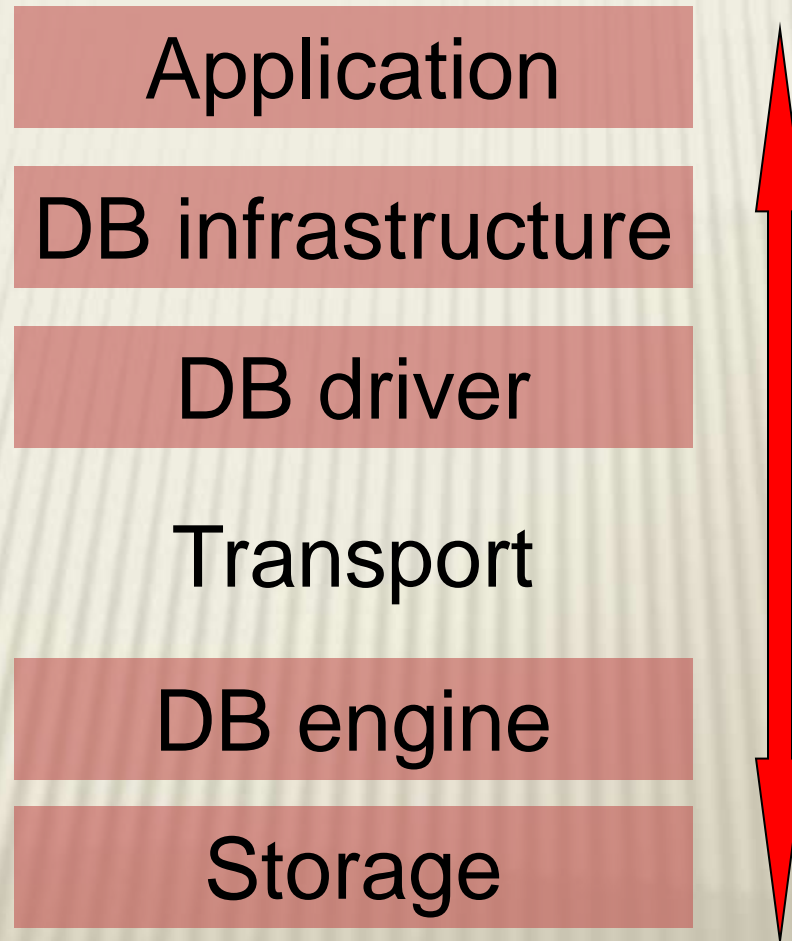 Application
DB infrastructure
DB driver
Transport
DB engine
Storage